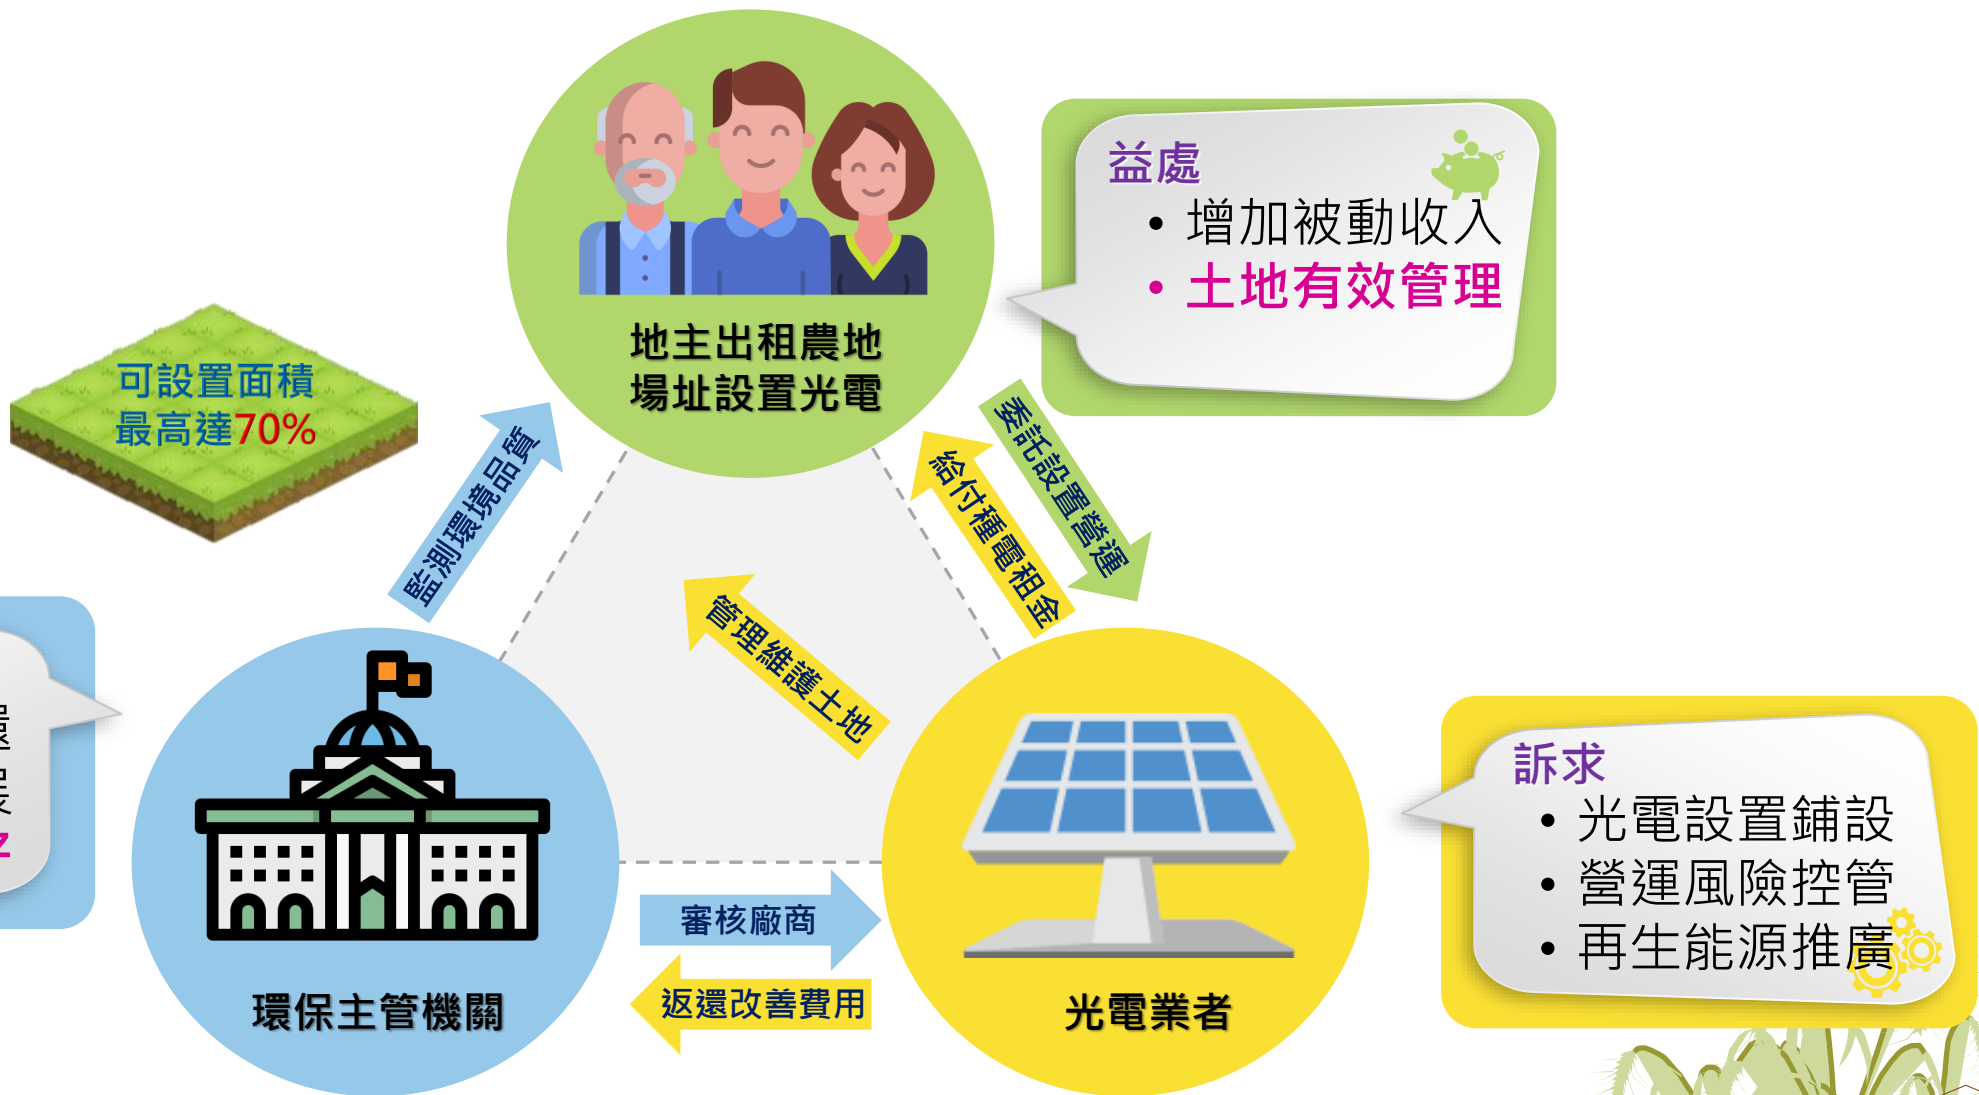 地主出租農地
場址設置光電
益處
• 增加被動收入
• 土地有效管理
可設置面積
最高達70%
監測環境品質
委託設置營運
給付種電租金
管理維護土地
環保主管機關
審核廠商
返還改善費用
光電業者
訴求
• 光電設置鋪設
• 營運風險控管
• 再生能源推廣